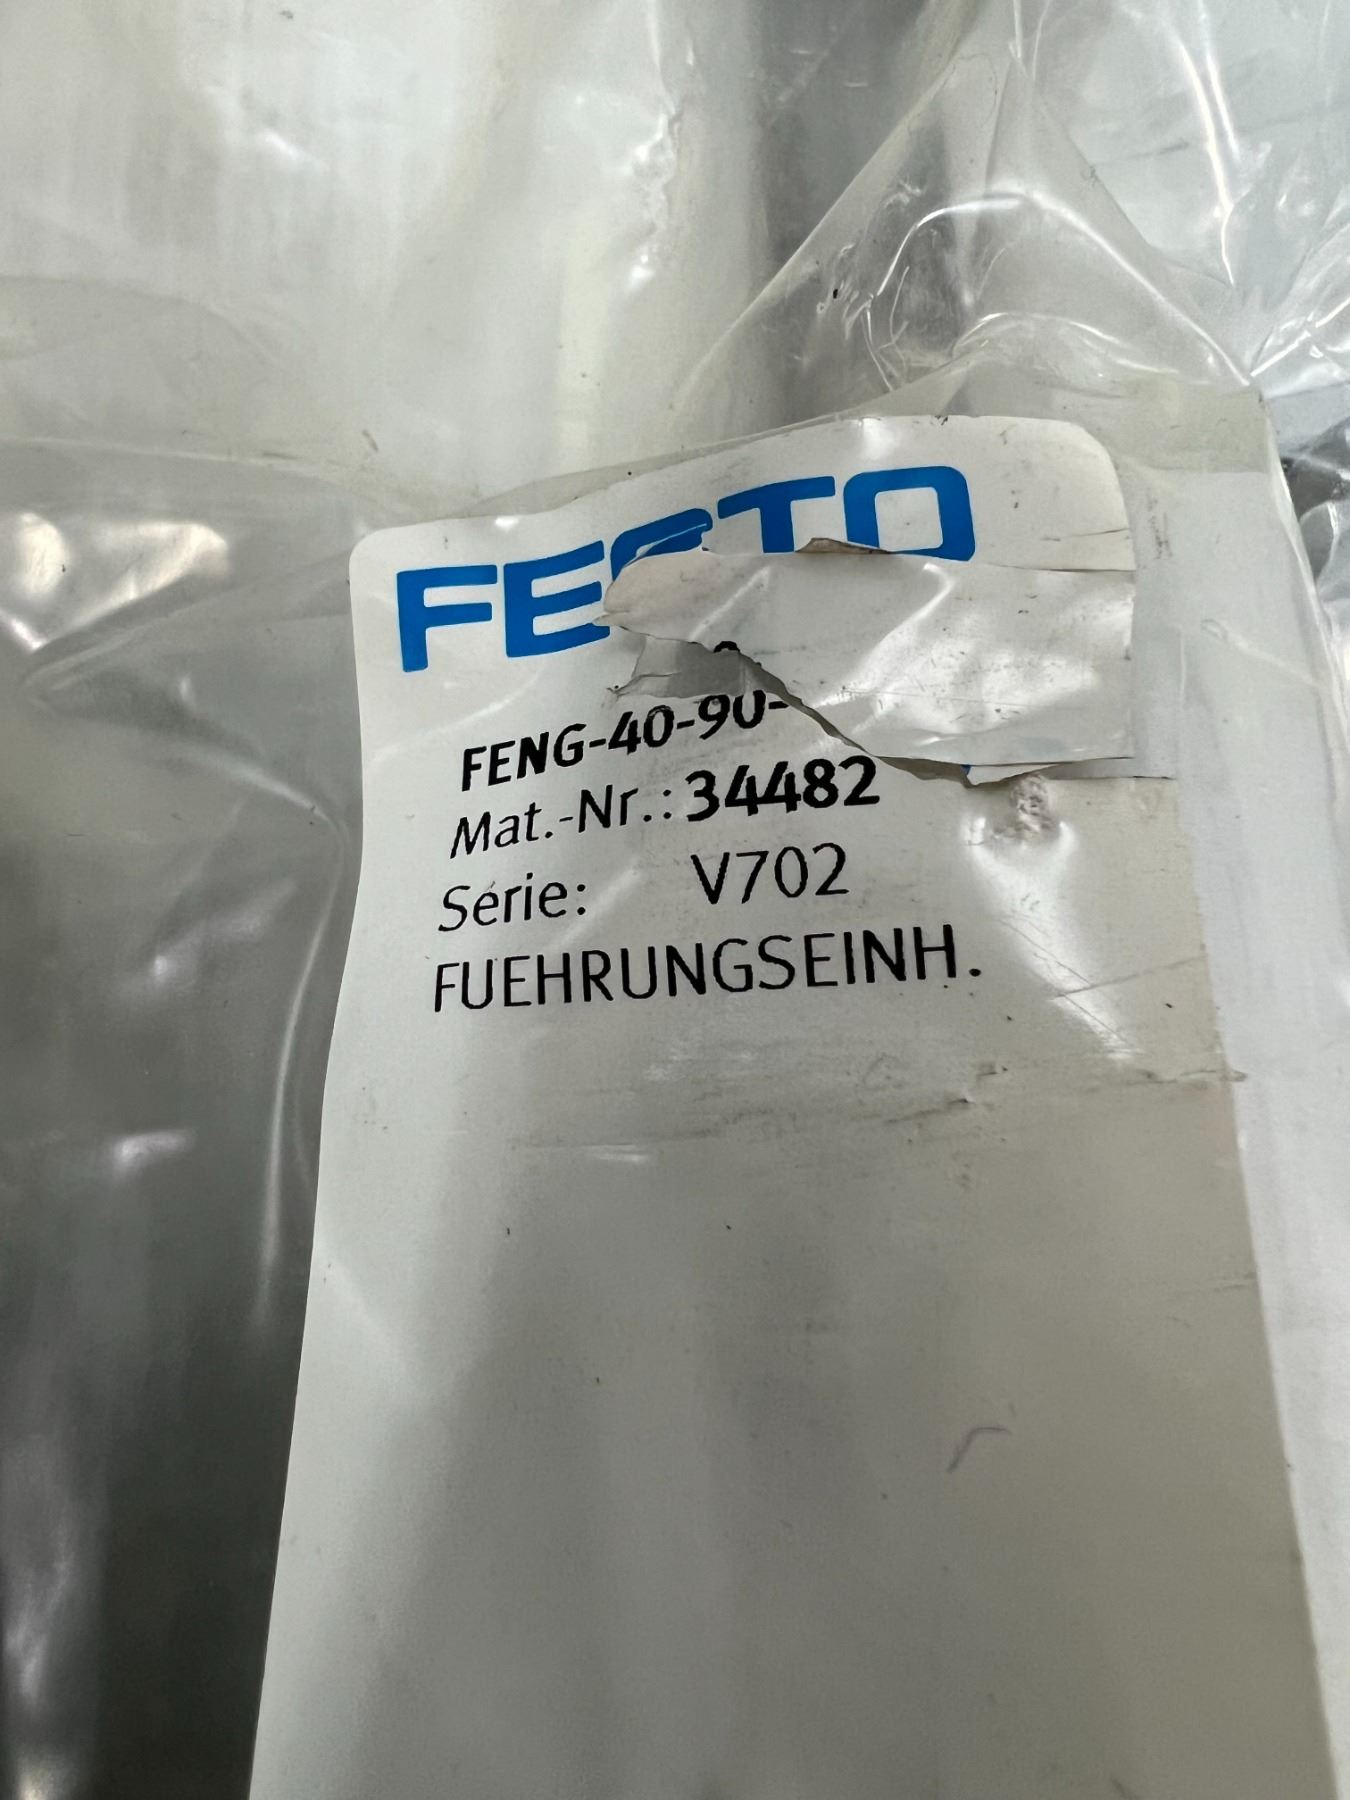 FESTO
FENG-40-90-
Mat.-Nr.: 34482
Serie: V702
FUEHRUNGSEINH.